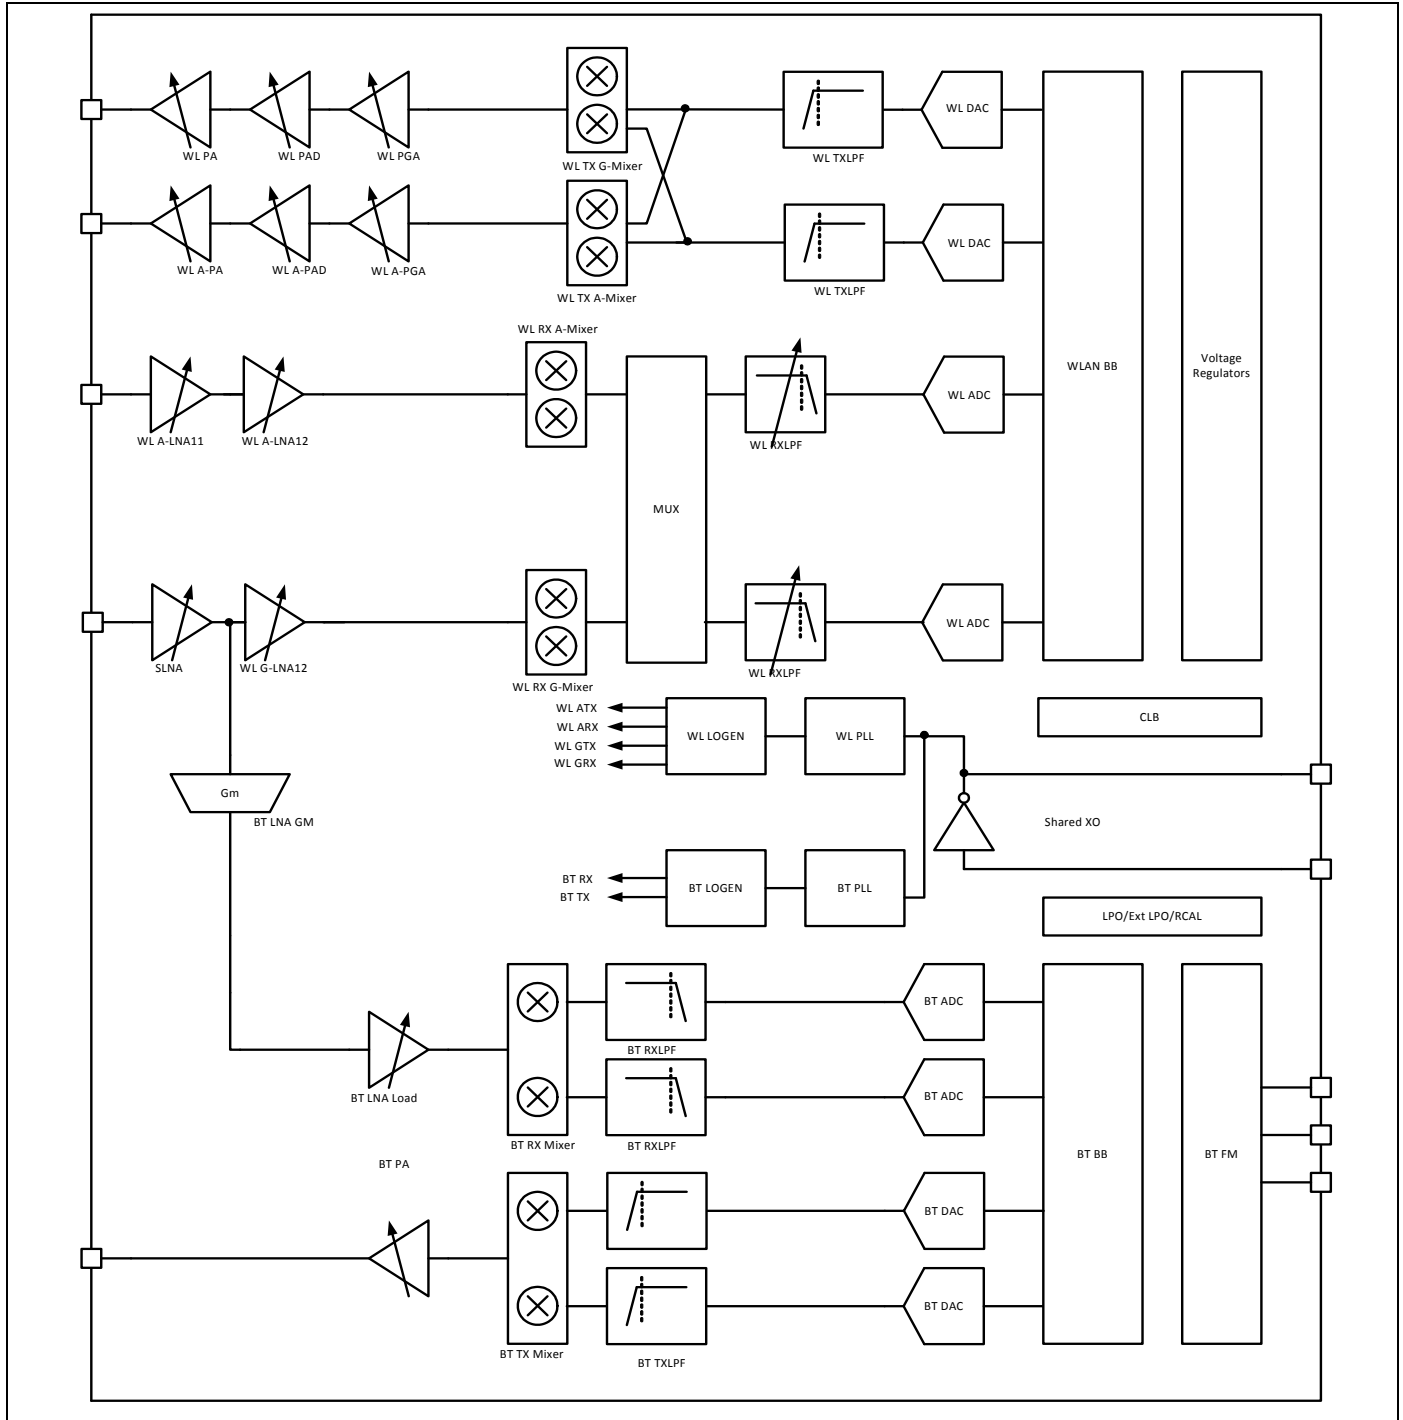 WL DAC
WL PA
WL PAD
WL PGA
WL TX G-Mixer
WL TXLPF
WL DAC
WL A-PA
WL A-PAD
WL A-PGA
WL TX A-Mixer
WL TXLPF
WL RX A-Mixer
WLAN BB
Voltage
Regulators
WL ADC
WL A-LNA11
WL A-LNA12
WL RXLPF
MUX
WL ADC
SLNA
WL G-LNA12
WL RXLPF
WL RX G-Mixer
WL ATX
WL ARX
WL GTX
WL GRX
WL LOGEN
WL PLL
CLB
Gm
BT LNA GM
Shared XO
BT RX
BT TX
BT LOGEN
BT PLL
LPO/Ext LPO/RCAL
BT ADC
BT RXLPF
BT LNA Load
BT ADC
BT RX Mixer
BT RXLPF
BT PA
BT BB
BT FM
BT DAC
BT DAC
BT TX Mixer
BT TXLPF